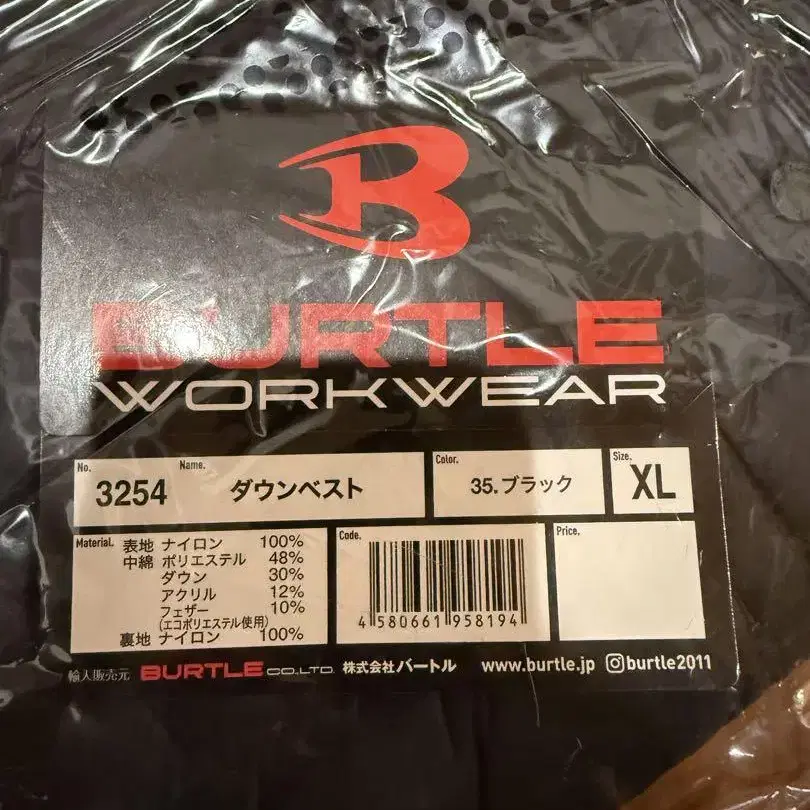 B
BURTLE
WORKWEAR
No. 3254 Name. ダウンベスト Color. 35.ブラック Size. XL
Material. 表地 ナイロン 100%
中綿 ポリエステル 48%
ダウン 30%
アクリル 12%
フェザー 10%
(エコポリエステル使用)
裏地 ナイロン 100%
Code.
4 580661 958194
Price.
輸入販売元 BURTLE CO.,LTD. 株式会社バートル www.burtle.jp burtle2011